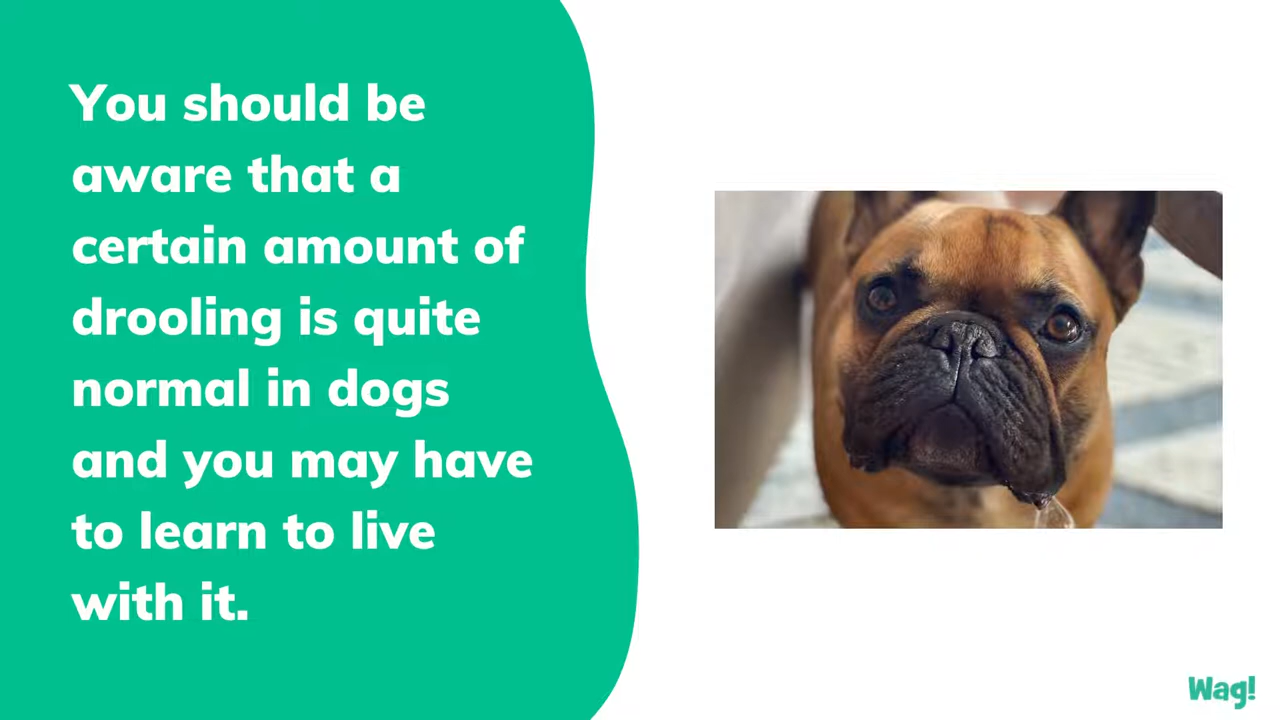 You should be
aware that a
certain amount of
drooling is quite
normal in dogs
and you may have
to learn to live
with it.
Wag!